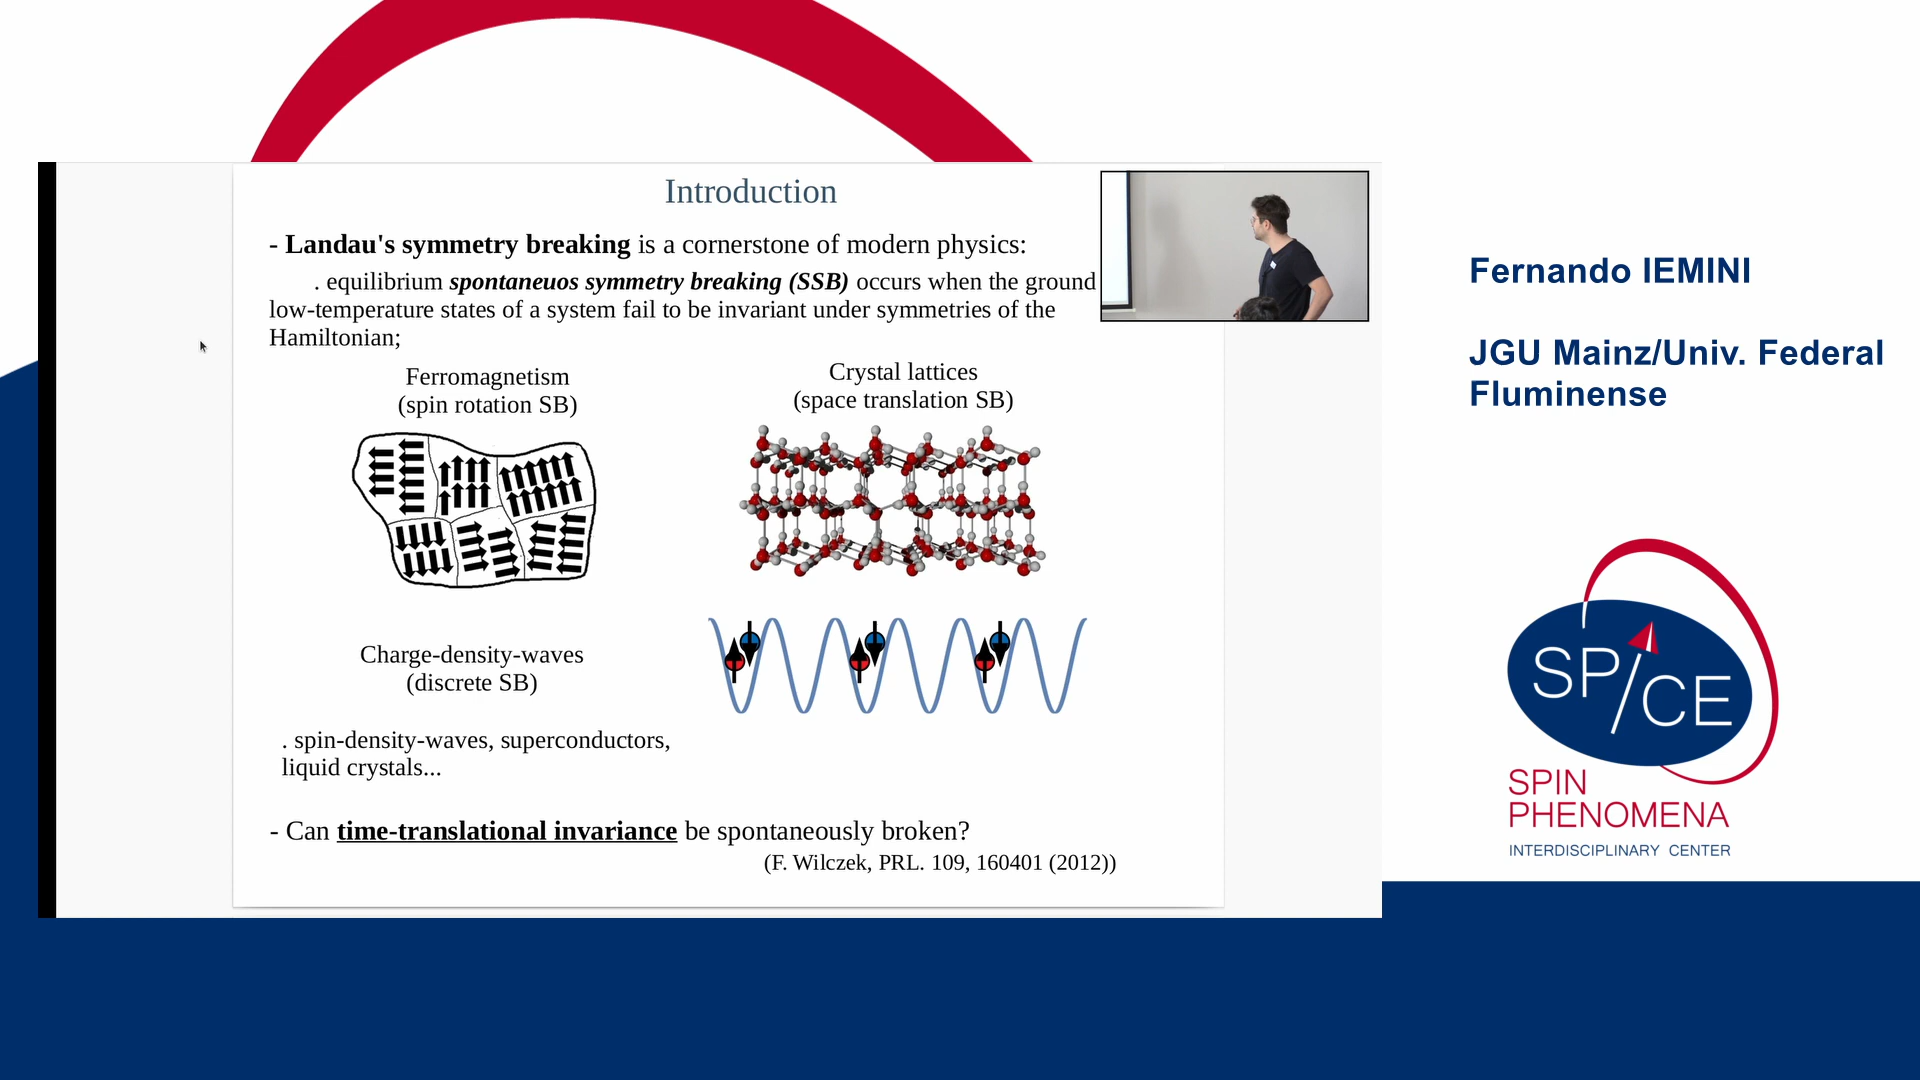 Introduction
- Landau's symmetry breaking is a cornerstone of modern physics:
. equilibrium spontaneuos symmetry breaking (SSB) occurs when the ground
low-temperature states of a system fail to be invariant under symmetries of the
Hamiltonian;
Ferromagnetism
(spin rotation SB)
Crystal lattices
(space translation SB)
Charge-density-waves
(discrete SB)
. spin-density-waves, superconductors,
liquid crystals...
- Can time-translational invariance be spontaneously broken?
(F. Wilczek, PRL. 109, 160401 (2012))
Fernando IEMINI
JGU Mainz/Univ. Federal
Fluminense
SPICE
SPIN
PHENOMENA
INTERDISCIPLINARY CENTER